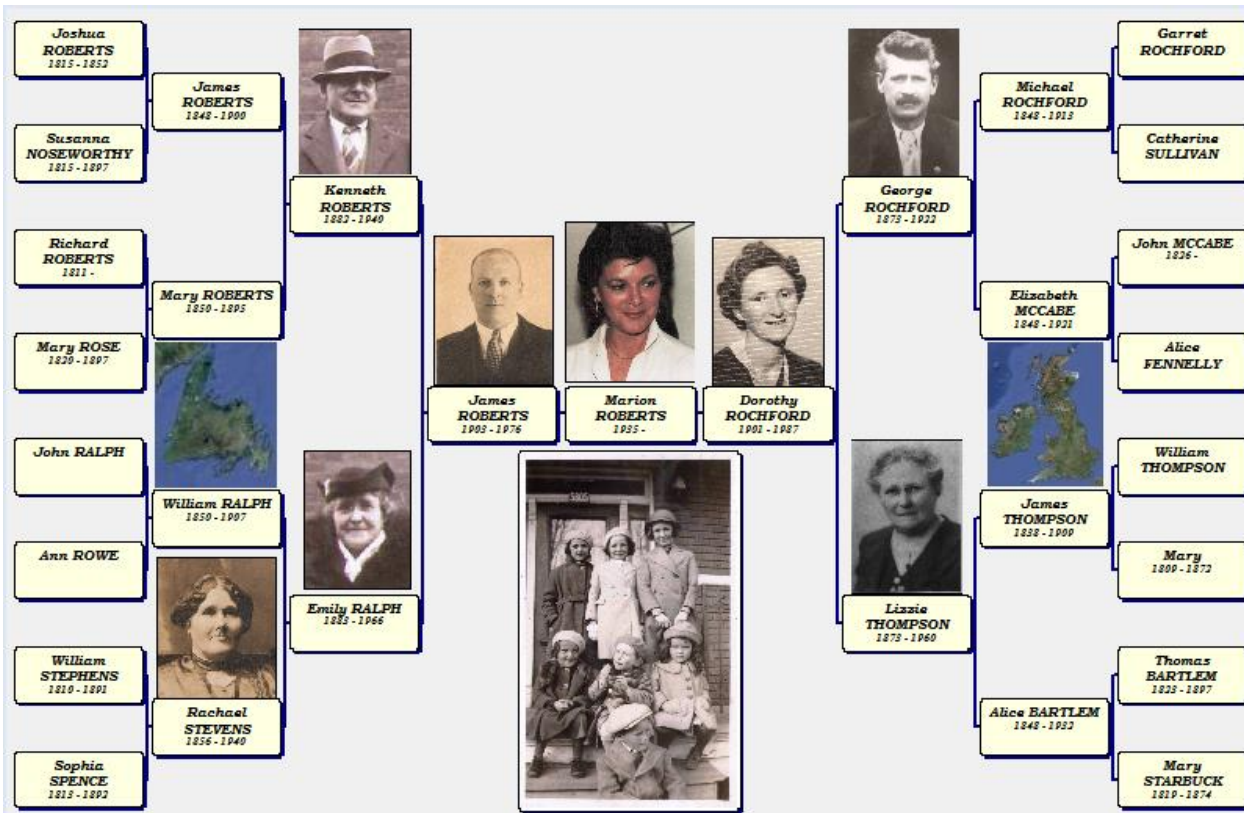 Joshua
ROBERTS
1815 - 1852
Susanna
NOSEWORTHY
1815 - 1897
Richard
ROBERTS
1811 -
Mary ROSE
1820 - 1897
John RALPH
Ann ROWE
William
STEPHENS
1810 - 1891
Sophia
SPENCE
1813 - 1892
James
ROBERTS
1848 - 1900
Mary ROBERTS
1850 - 1895
William RALPH
1850 - 1907
Rachael
STEVENS
1856 - 1940
Kenneth
ROBERTS
1882 - 1940
Emily RALPH
1883 - 1966
James
ROBERTS
1903 - 1976
Marion
ROBERTS
1935 -
Dorothy
ROCHFORD
1901 - 1987
George
ROCHFORD
1873 - 1922
Lizzie
THOMPSON
1873 - 1960
Michael
ROCHFORD
1848 - 1913
Elizabeth
MCCABE
1848 - 1921
James
THOMPSON
1838 - 1909
Alice BARTLEM
1848 - 1932
Garret
ROCHFORD
Catherine
SULLIVAN
John MCCABE
1826 -
Alice
FENNELLY
William
THOMPSON
Mary
1809 - 1872
Thomas
BARTLEM
1823 - 1897
Mary
STARBUCK
1819 - 1874